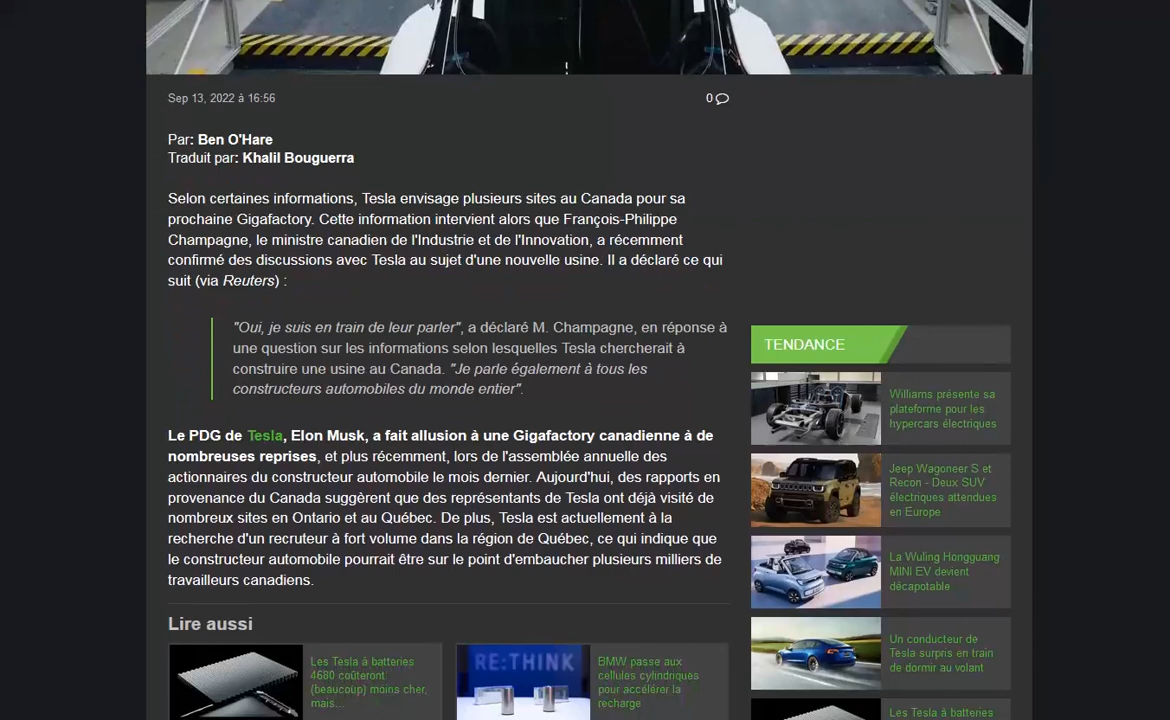 Sep 13, 2022 à 16:56
0
Par: Ben O'Hare
Traduit par: Khalil Bouguerra
Selon certaines informations, Tesla envisage plusieurs sites au Canada pour sa
prochaine Gigafactory. Cette information intervient alors que François-Philippe
Champagne, le ministre canadien de l'Industrie et de l'Innovation, a récemment
confirmé des discussions avec Tesla au sujet d'une nouvelle usine. Il a déclaré ce qui
suit (via Reuters) :
"Oui, je suis en train de leur parler", a déclaré M. Champagne, en réponse à
une question sur les informations selon lesquelles Tesla chercherait à
construire une usine au Canada. "Je parle également à tous les
constructeurs automobiles du monde entier".
Le PDG de Tesla, Elon Musk, a fait allusion à une Gigafactory canadienne à de
nombreuses reprises, et plus récemment, lors de l'assemblée annuelle des
actionnaires du constructeur automobile le mois dernier. Aujourd'hui, des rapports en
provenance du Canada suggèrent que des représentants de Tesla ont déjà visité de
nombreux sites en Ontario et au Québec. De plus, Tesla est actuellement à la
recherche d'un recruteur à fort volume dans la région de Québec, ce qui indique que
le constructeur automobile pourrait être sur le point d'embaucher plusieurs milliers de
travailleurs canadiens.
Lire aussi
Les Tesla à batteries
4680 coûteront
(beaucoup) moins cher,
mais...
RE:THINK
BMW passe aux
cellules cylindriques
pour accélérer la
recharge
TENDANCE
Williams présente sa
plateforme pour les
hypercars électriques
Jeep Wagoneer S et
Recon - Deux SUV
électriques attendues
en Europe
La Wuling Hongguang
MINI EV devient
décapotable
Un conducteur de
Tesla surpris en train
de dormir au volant
Les Tesla à batteries